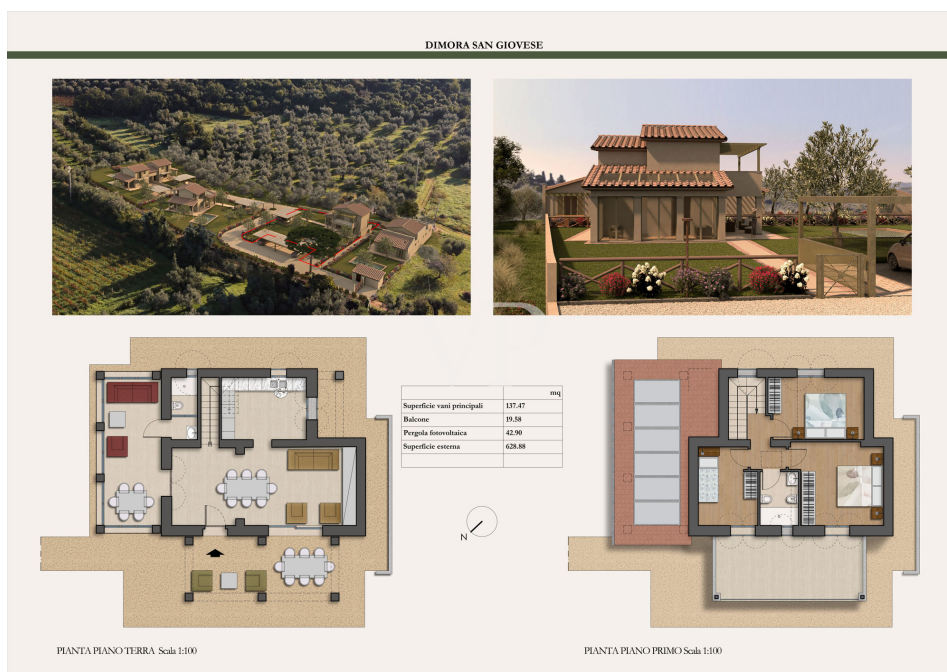 DIMORA SAN GIOVESE
mq
Superficie vani principali 137.47
Balcone 19.58
Pergola fotovoltaica 42.90
Superficie esterna 628.88
N
PIANTA PIANO TERRA Scala 1:100
PIANTA PIANO PRIMO Scala 1:100